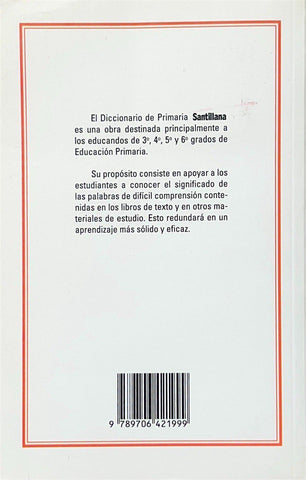 El Diccionario de Primaria Santillana
es una obra destinada principalmente a
los educandos de 3º, 4º, 5º y 6º grados de
Educación Primaria.
Su propósito consiste en apoyar a los
estudiantes a conocer el significado de
las palabras de difícil comprensión conte-
nidas en los libros de texto y en otros ma-
teriales de estudio. Esto redundará en un
aprendizaje más sólido y eficaz.
9 789706 421999